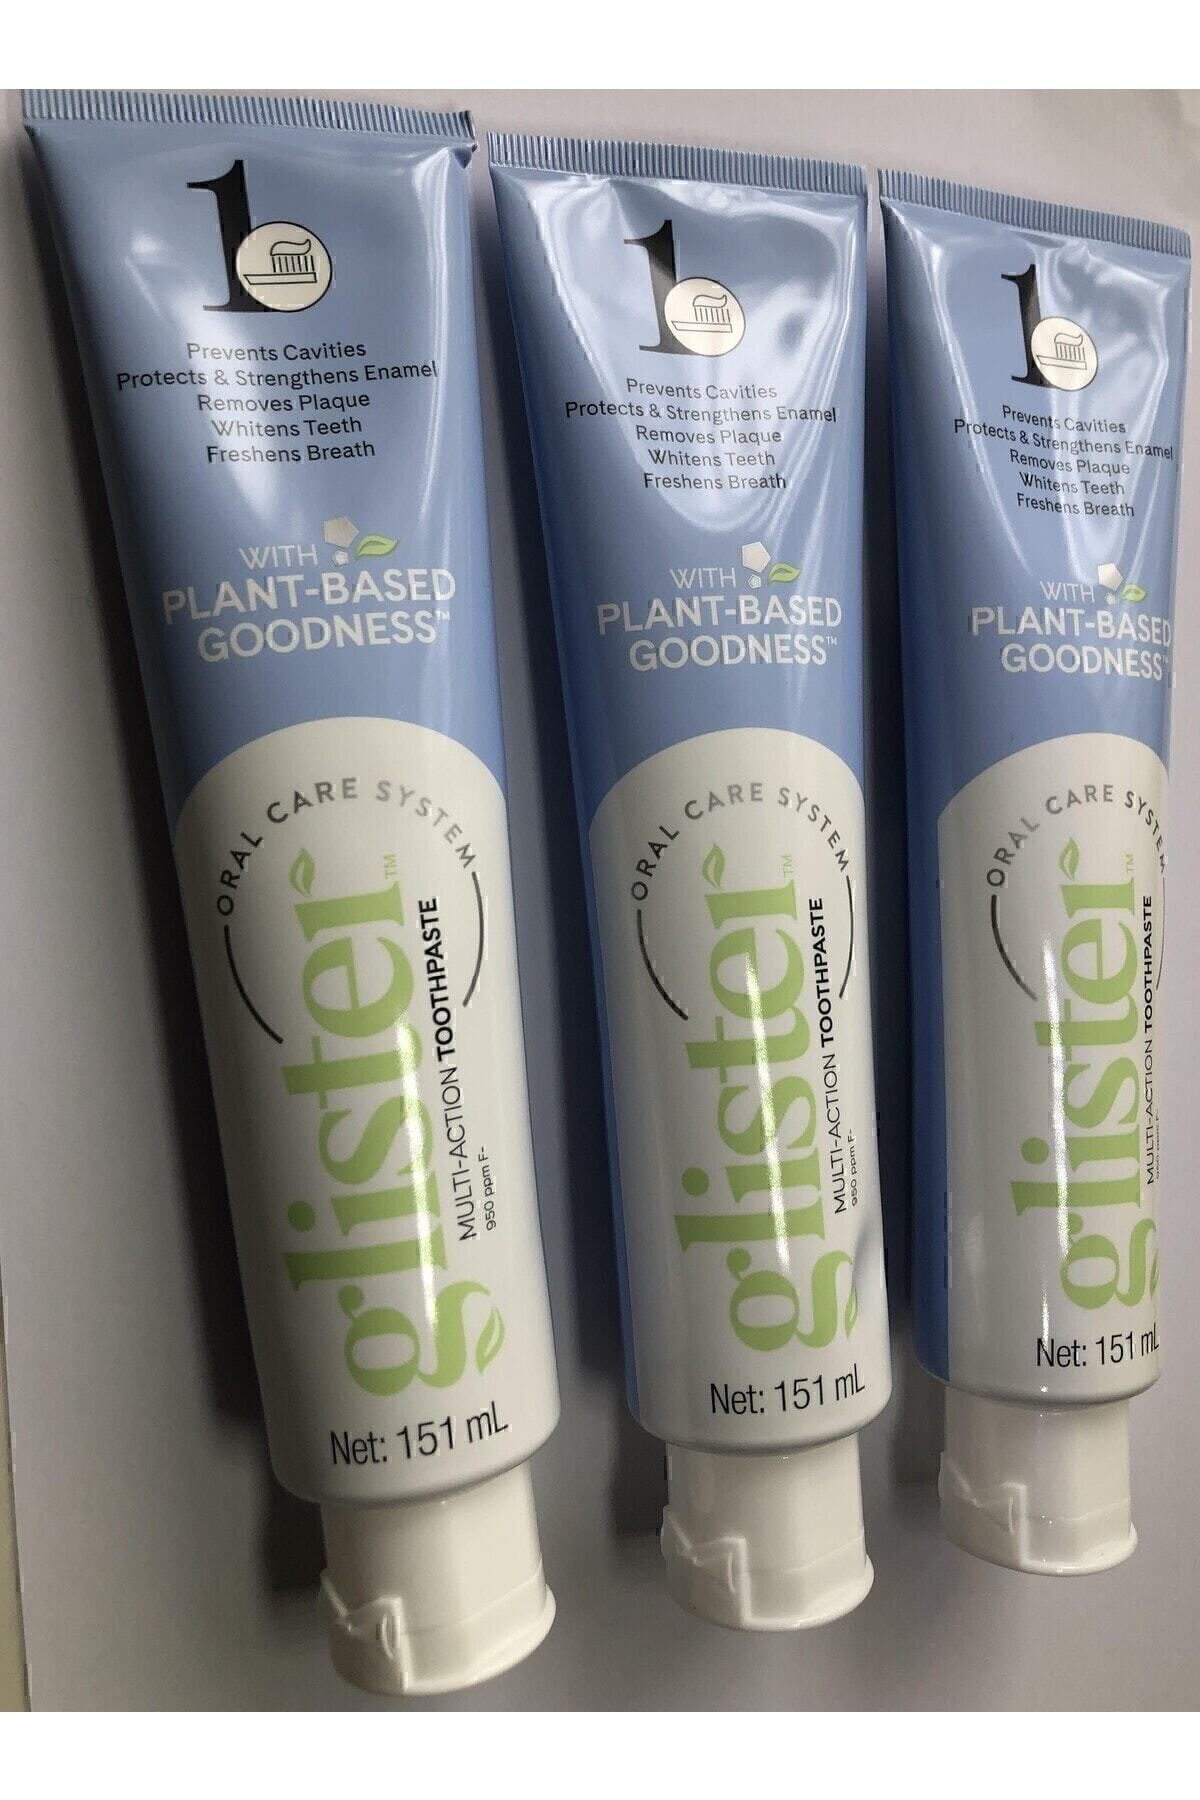 1
Prevents Cavities
Protects & Strengthens Enamel
Removes Plaque
Whitens Teeth
Freshens Breath
WITH
PLANT-BASED
GOODNESS™
ORAL CARE SYSTEM
glister™
MULTI-ACTION TOOTHPASTE
950 ppm F-
Net: 151 mL
1
Prevents Cavities
Protects & Strengthens Enamel
Removes Plaque
Whitens Teeth
Freshens Breath
WITH
PLANT-BASED
GOODNESS™
ORAL CARE SYSTEM
glister™
MULTI-ACTION TOOTHPASTE
950 ppm F-
Net: 151 mL
1
Prevents Cavities
Protects & Strengthens Enamel
Removes Plaque
Whitens Teeth
Freshens Breath
WITH
PLANT-BASED
GOODNESS™
ORAL CARE SYSTEM
glister™
MULTI-ACTION TOOTHPASTE
Net: 151 mL